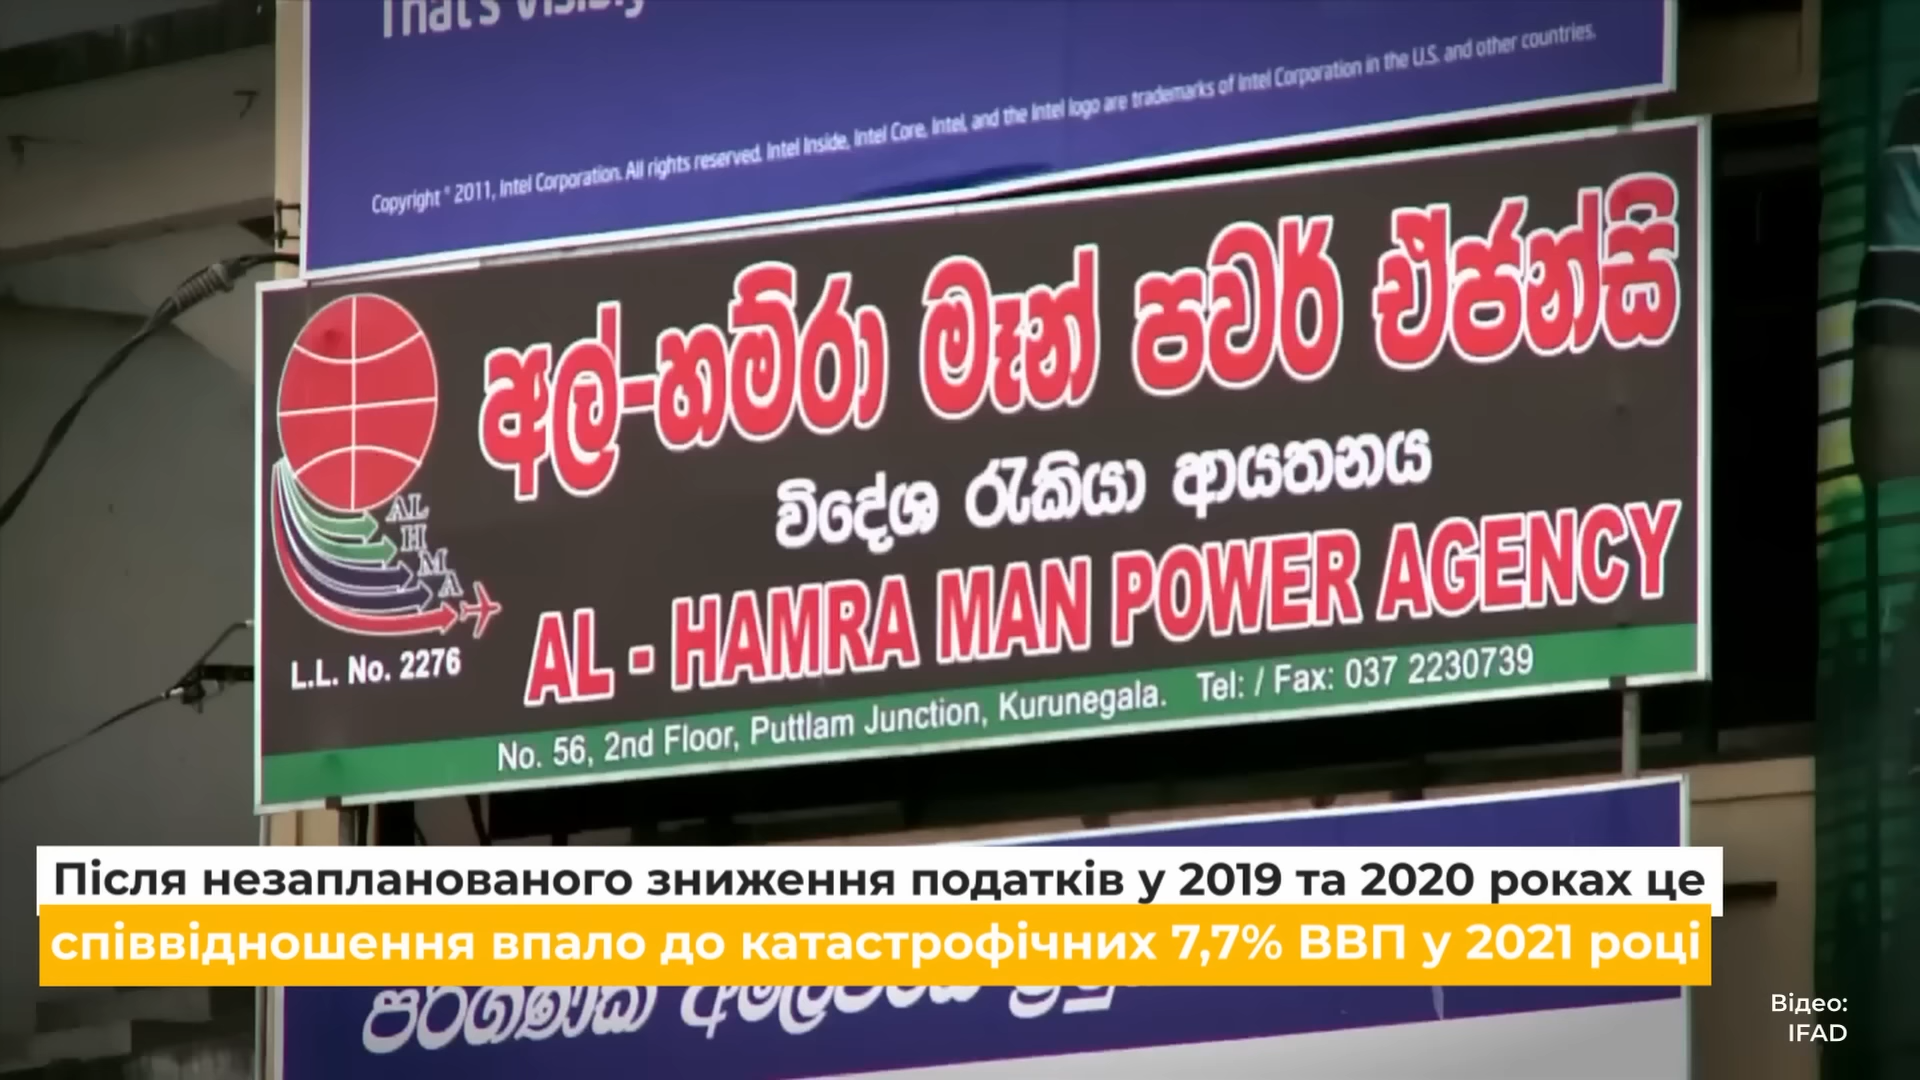 That's Visibly
Copyright ® 2011, Intel Corporation. All rights reserved. Intel Inside, Intel Core, Intel, and the Intel logo are trademarks of Intel Corporation in the U.S. and other countries.
අල්-හම්රා මෑන් පවර් ඒජන්සි
විදේශ රැකියා ආයතනය
AL
H
M
A
AL - HAMRA MAN POWER AGENCY
L.L. No. 2276
No. 56, 2nd Floor, Puttlam Junction, Kurunegala. Tel: / Fax: 037 2230739
Після незапланованого зниження податків у 2019 та 2020 роках це
співвідношення впало до катастрофічних 7,7% ВВП у 2021 році
Відео:
IFAD